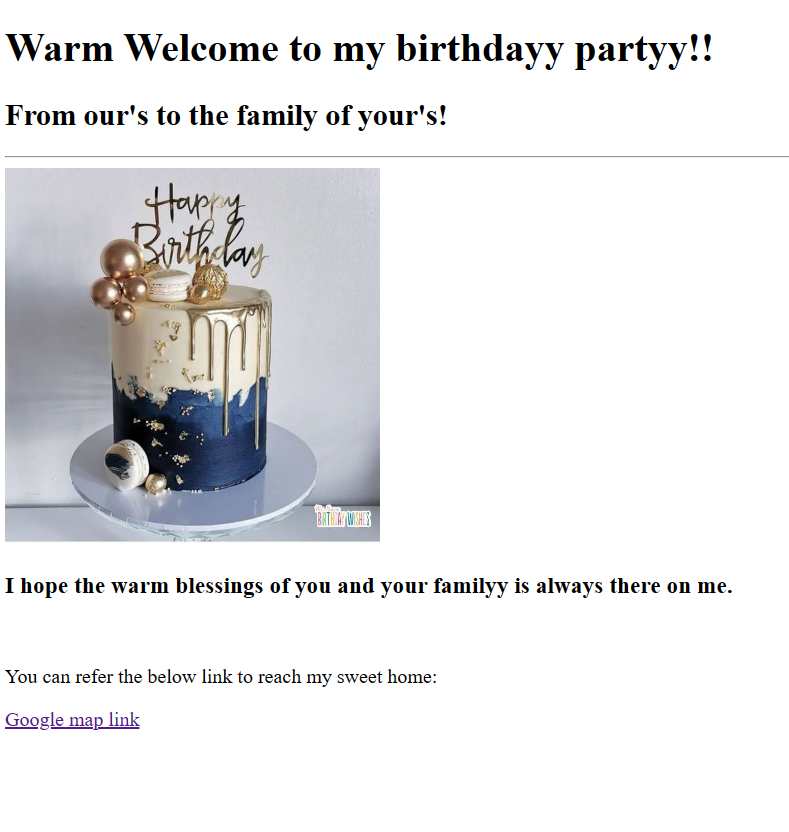 Warm Welcome to my birthdayy partyy!!
From our's to the family of your's!
Happy
Birthday
BIRTHDAY WISHES
I hope the warm blessings of you and your familyy is always there on me.
You can refer the below link to reach my sweet home:
Google map link